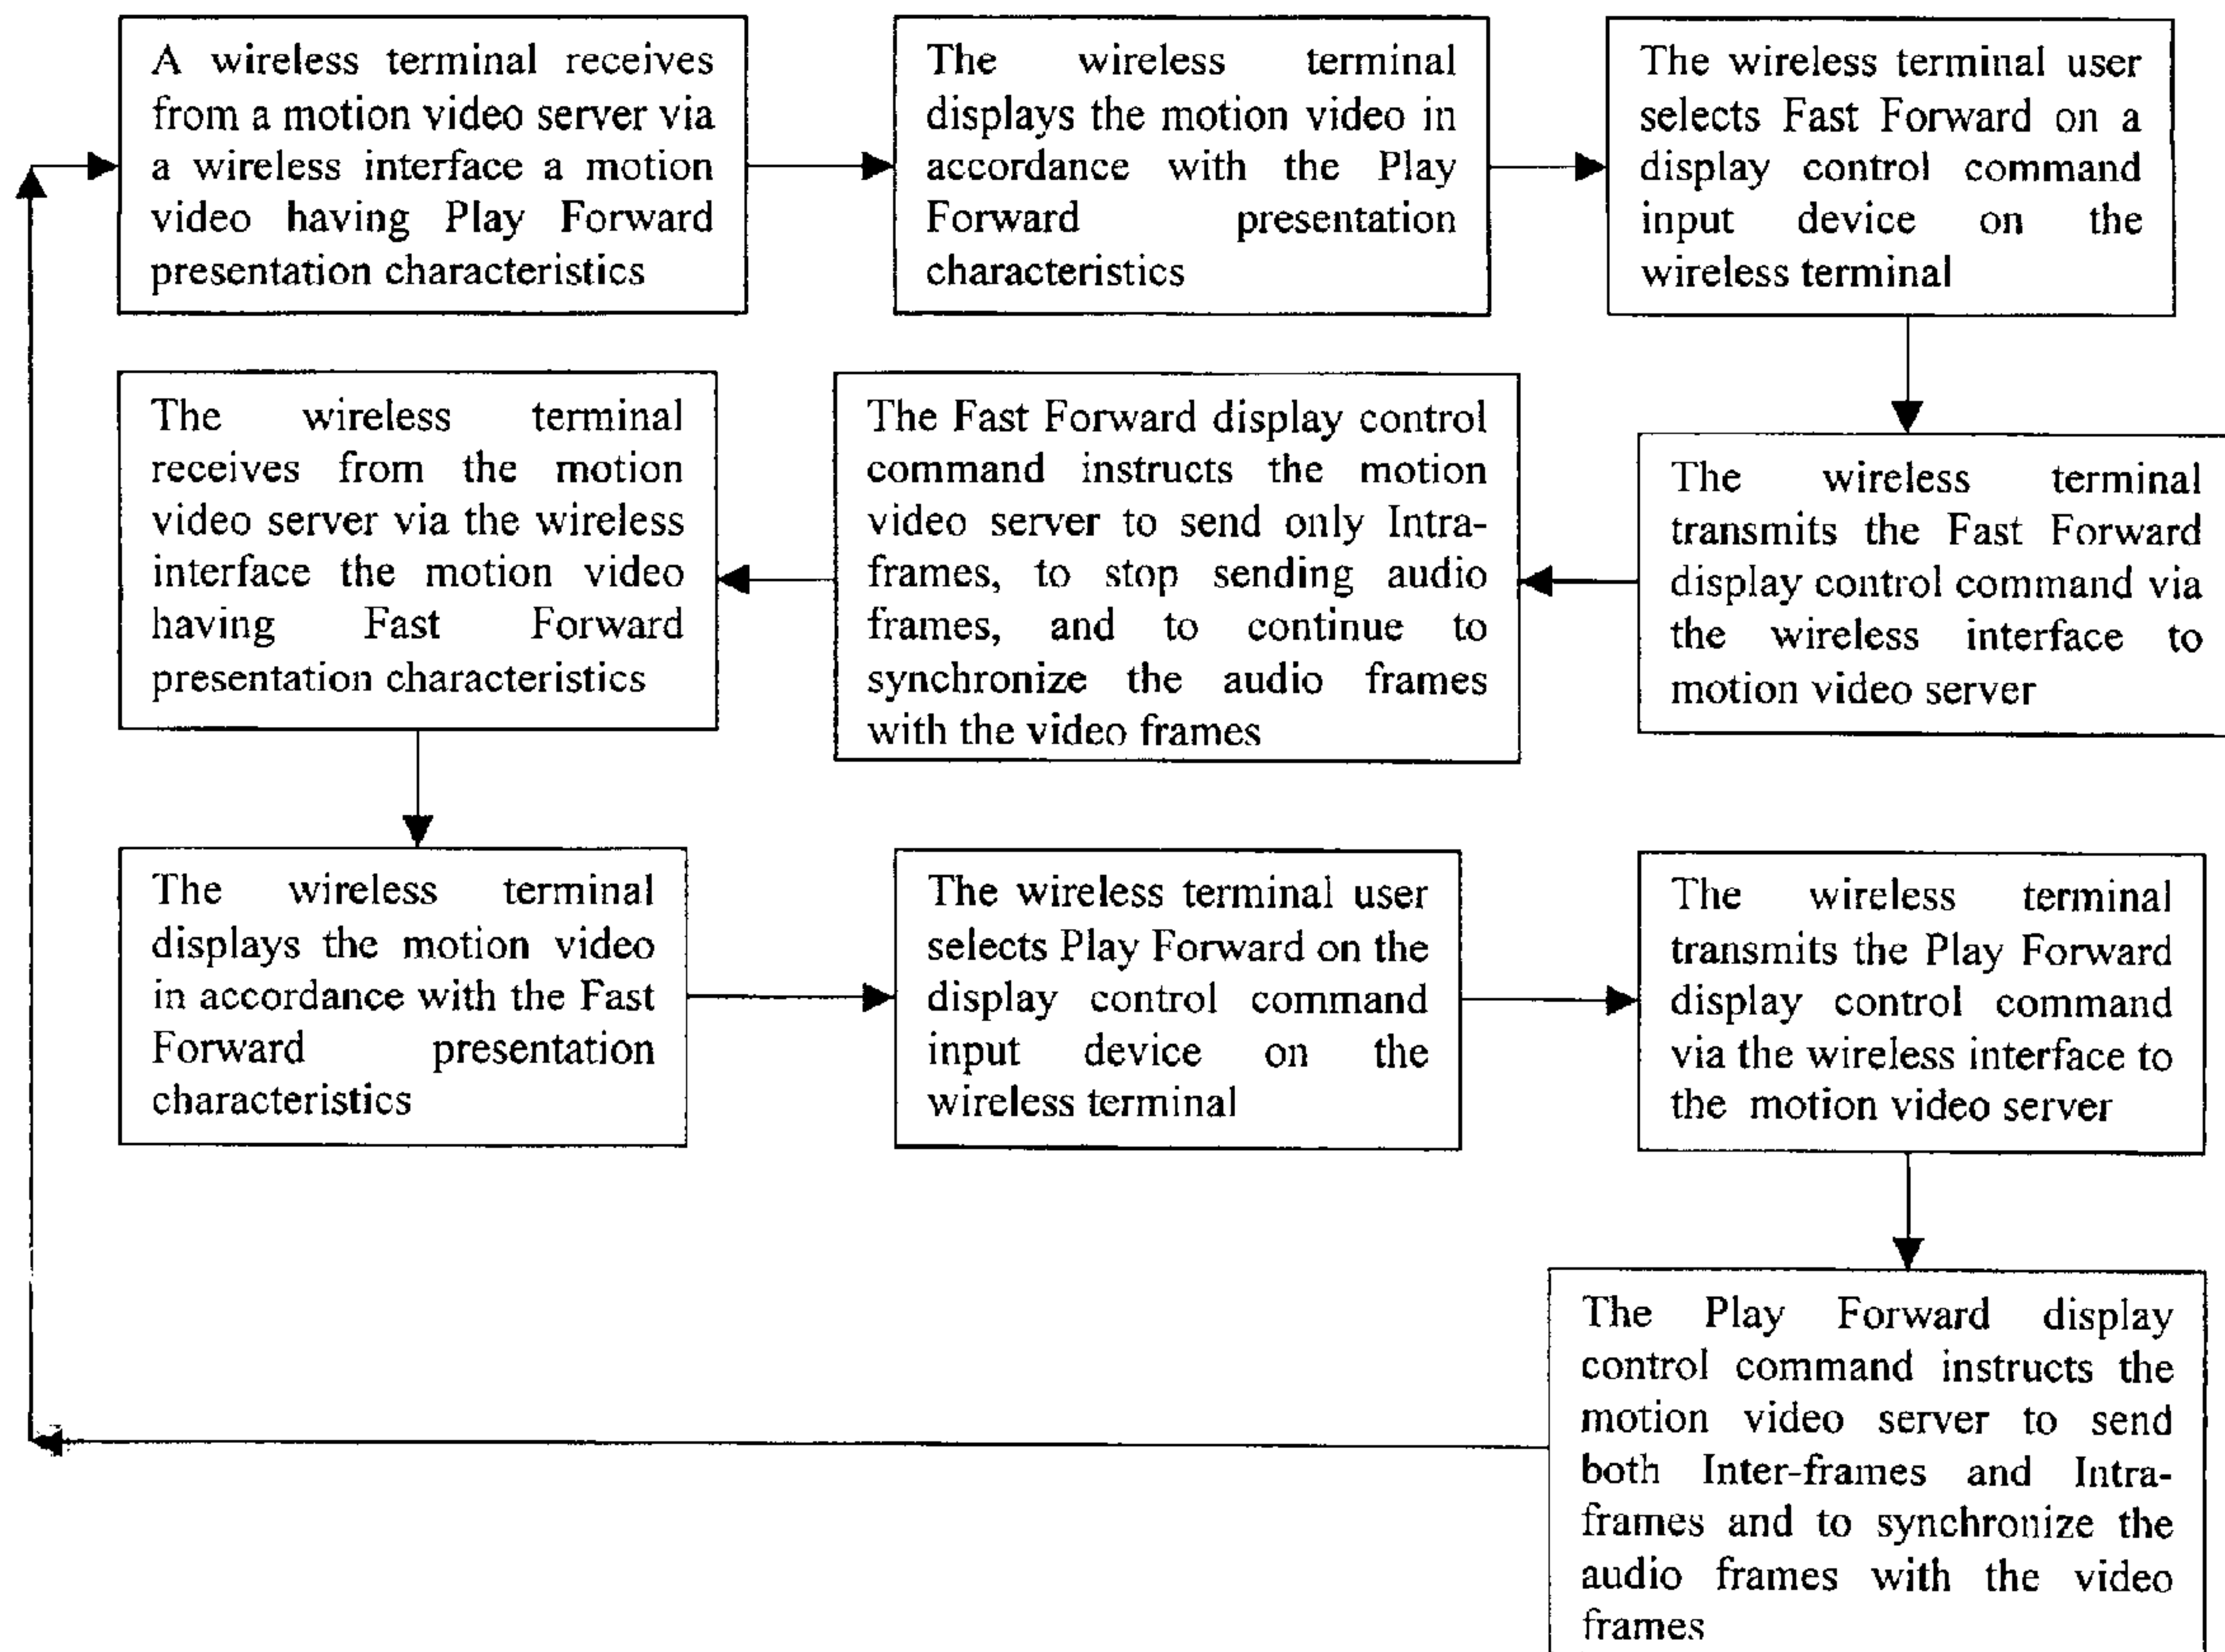 A wireless terminal receives
from a motion video server via
a wireless interface a motion
video having Play Forward
presentation characteristics
The wireless terminal
displays the motion video in
accordance with the Play
Forward presentation
characteristics
The wireless terminal user
selects Fast Forward on a
display control command
input device on the
wireless terminal
The wireless terminal
transmits the Fast Forward
display control command via
the wireless interface to
motion video server
The Fast Forward display control
command instructs the motion
video server to send only Intra-
frames, to stop sending audio
frames, and to continue to
synchronize the audio frames
with the video frames
The wireless terminal
receives from the motion
video server via the wireless
interface the motion video
having Fast Forward
presentation characteristics
The wireless terminal
displays the motion video
in accordance with the Fast
Forward presentation
characteristics
The wireless terminal user
selects Play Forward on the
display control command
input device on the
wireless terminal
The wireless terminal
transmits the Play Forward
display control command
via the wireless interface to
the motion video server
The Play Forward display
control command instructs the
motion video server to send
both Inter-frames and Intra-
frames and to synchronize the
audio frames with the video
frames